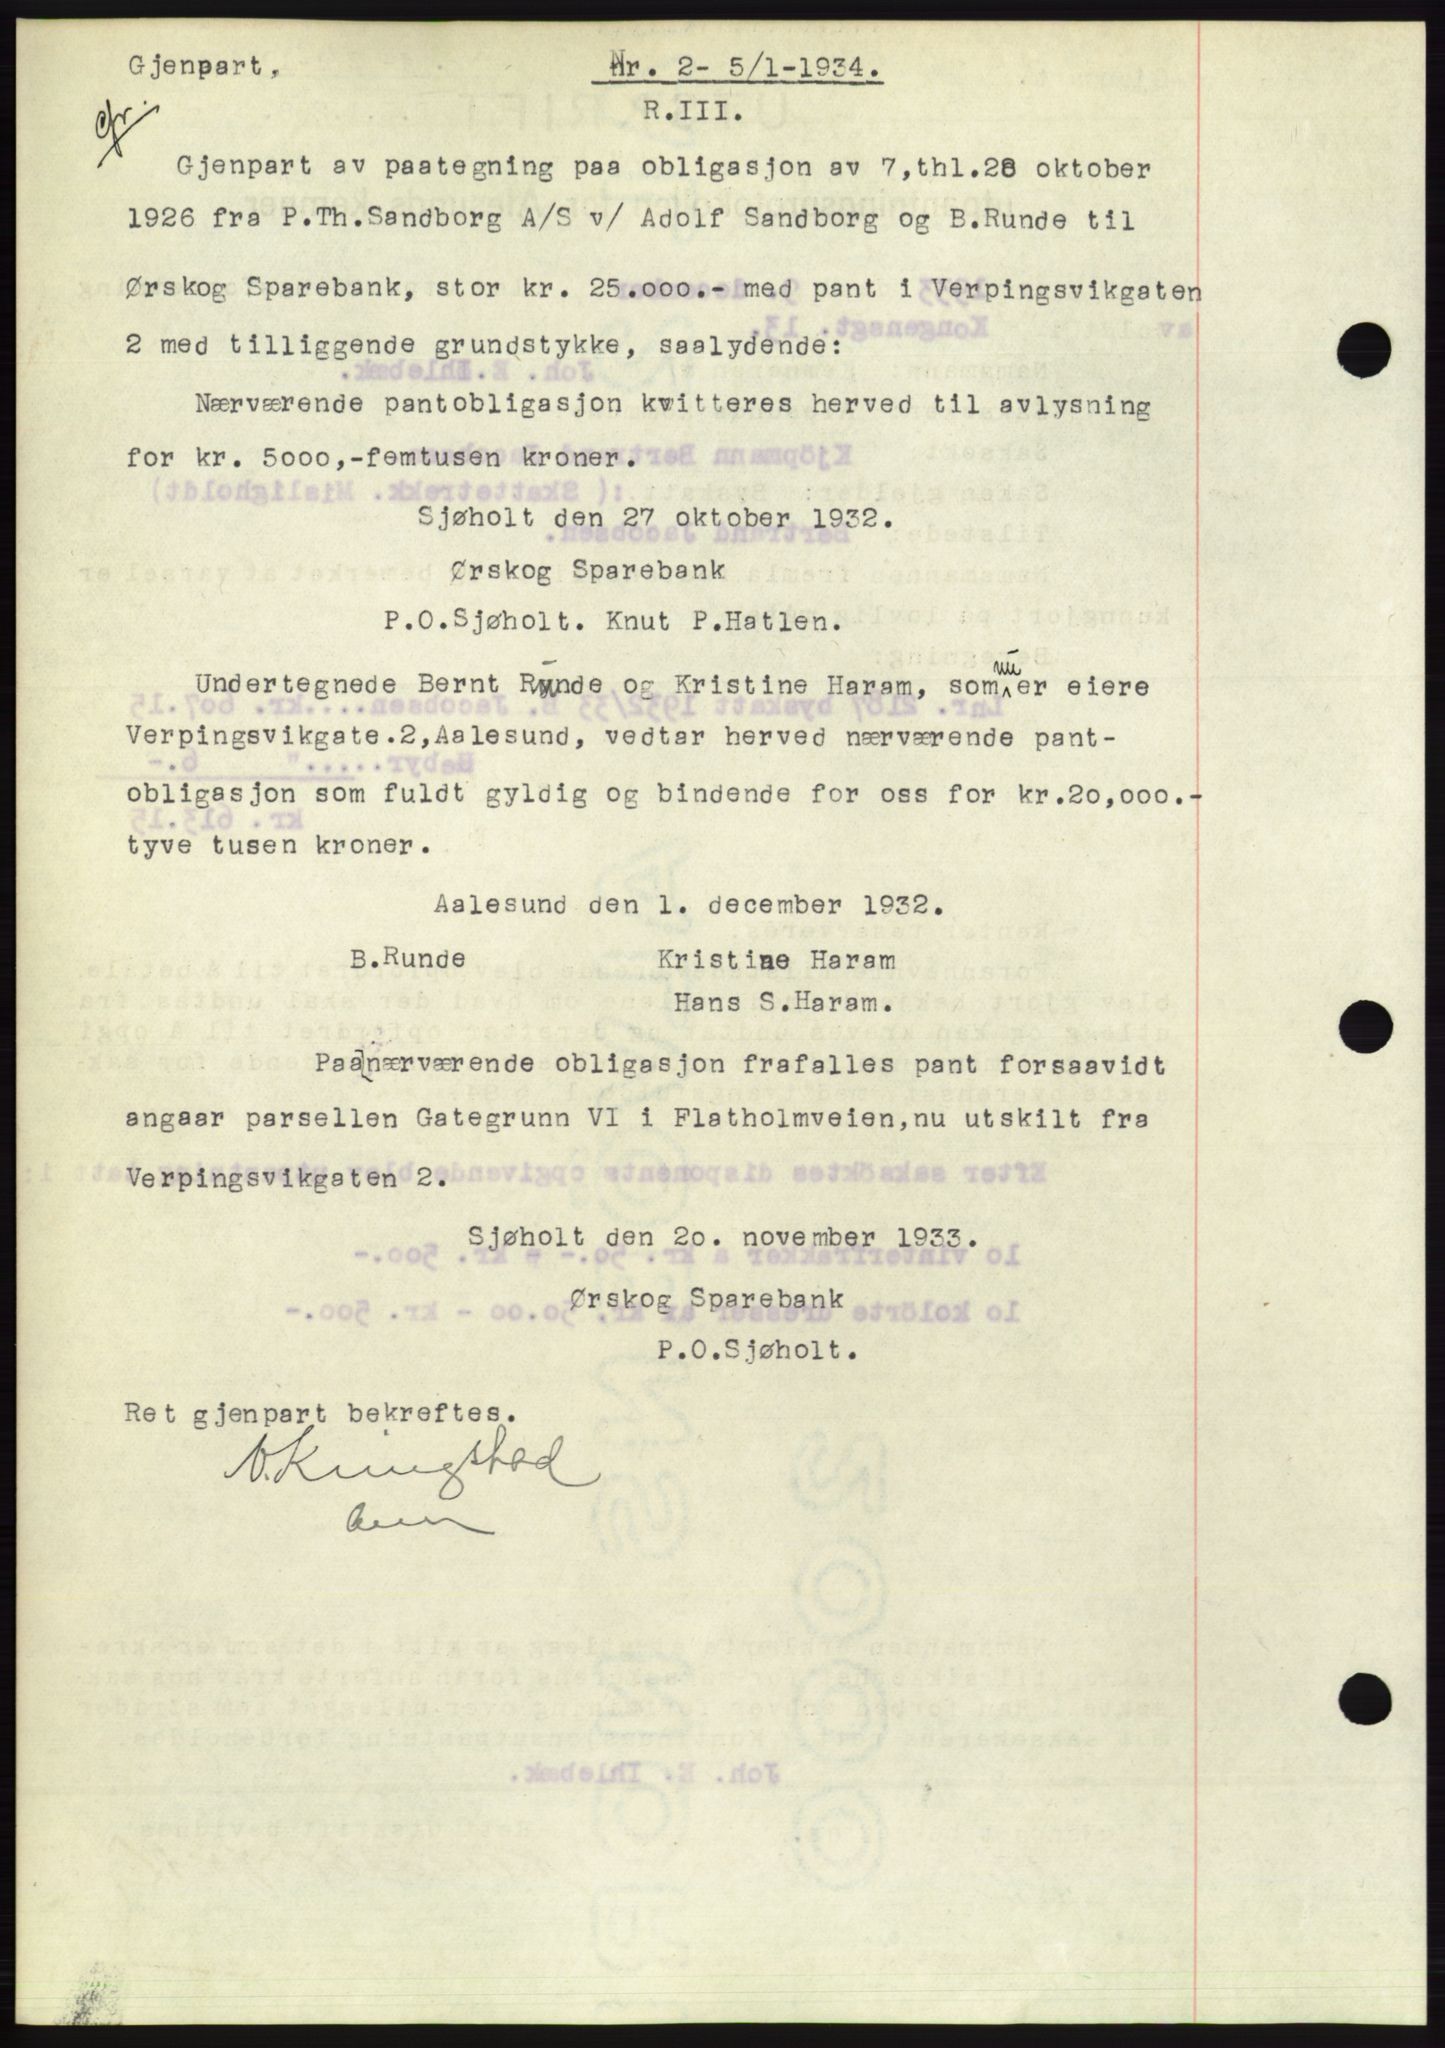 Gjenpart,
Nr. 2- 5/1-1934.
R.III.
Gjenpart av paategning paa obligasjon av 7,thl.28 oktober
1926 fra P.Th.Sandborg A/S v/ Adolf Sandborg og B.Runde til
Ørskog Sparebank, stor kr. 25.000.- med pant i Verpingsvikgaten
2 med tilliggende grundstykke, saalydende:
Nærværende pantobligasjon kvitteres herved til avlysning
for kr. 5000,-femtusen kroner.
Sjøholt den 27 oktober 1932.
Ørskog Sparebank
P.O.Sjøholt. Knut P.Hatlen.
Undertegnede Bernt Runde og Kristine Haram, som nu er eiere
Verpingsvikgate.2,Aalesund, vedtar herved nærværende pant-
obligasjon som fuldt gyldig og bindende for oss for kr.20,000.-
tyve tusen kroner.
Aalesund den 1. december 1932.
B.Runde Kristine Haram
Hans S.Haram.
Paa nærværende obligasjon frafalles pant forsaavidt
angaar parsellen Gategrunn VI i Flatholmveien,nu utskilt fra
Verpingsvikgaten 2.
Sjøholt den 20. november 1933.
Ørskog Sparebank
P.O.Sjøholt.
Ret gjenpart bekreftes.